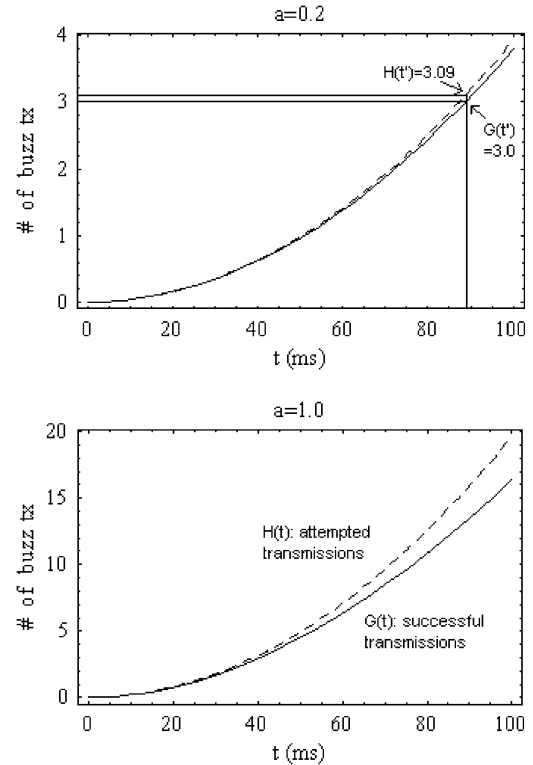 a=0.2
4
3
2
1
0
# of buzz tx
H(t')=3.09
G(t')
=3.0
0 20 40 60 80 100
t (ms)
a=1.0
20
15
10
5
0
# of buzz tx
H(t): attempted
transmissions
G(t): successful
transmissions
0 20 40 60 80 100
t (ms)